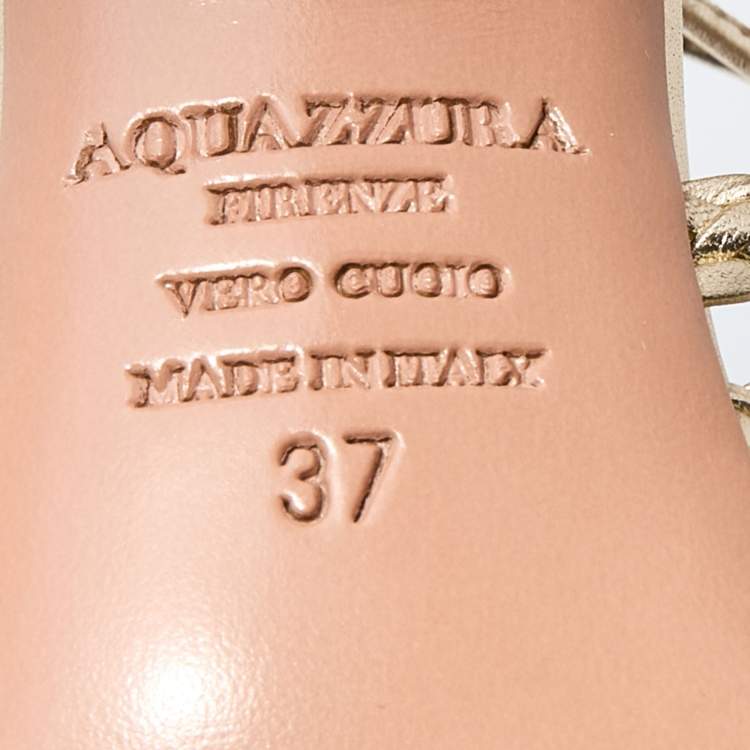 AQUAZZURA
FIRENZE
VERO CUOIO
MADE IN ITALY
37